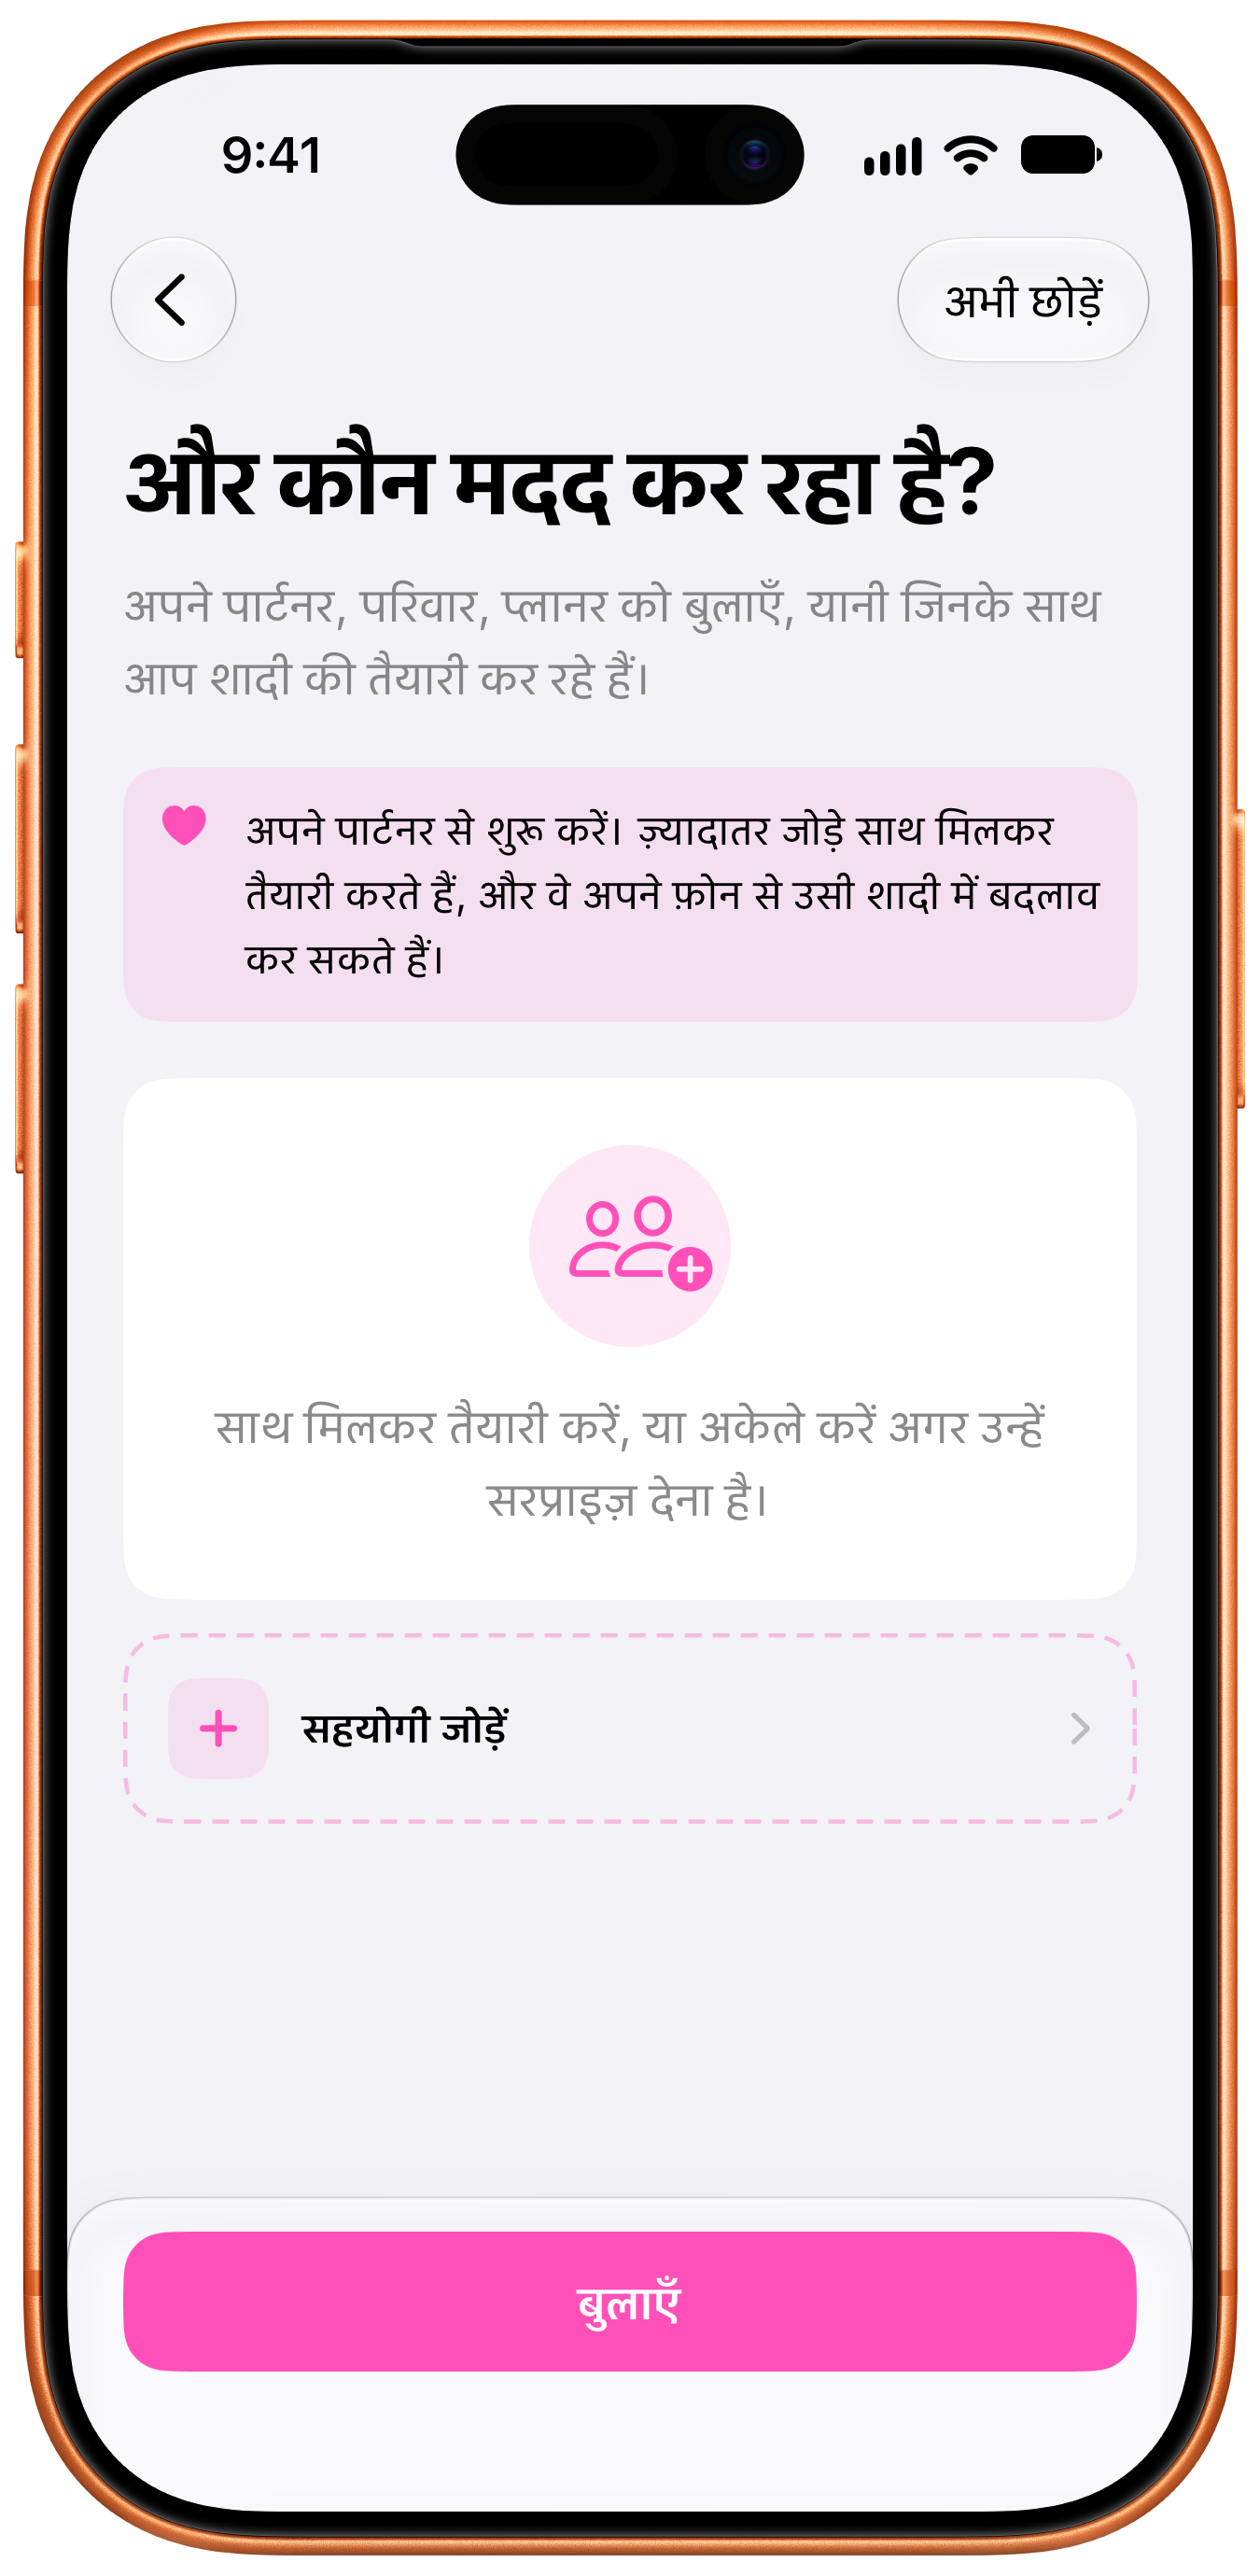 9:41
अभी छोड़ें
और कौन मदद कर रहा है?
अपने पार्टनर, परिवार, प्लानर को बुलाएँ, यानी जिनके साथ
आप शादी की तैयारी कर रहे हैं।
अपने पार्टनर से शुरू करें। ज़्यादातर जोड़े साथ मिलकर
तैयारी करते हैं, और वे अपने फ़ोन से उसी शादी में बदलाव
कर सकते हैं।
साथ मिलकर तैयारी करें, या अकेले करें अगर उन्हें
सरप्राइज़ देना है।
सहयोगी जोड़ें
बुलाएँ